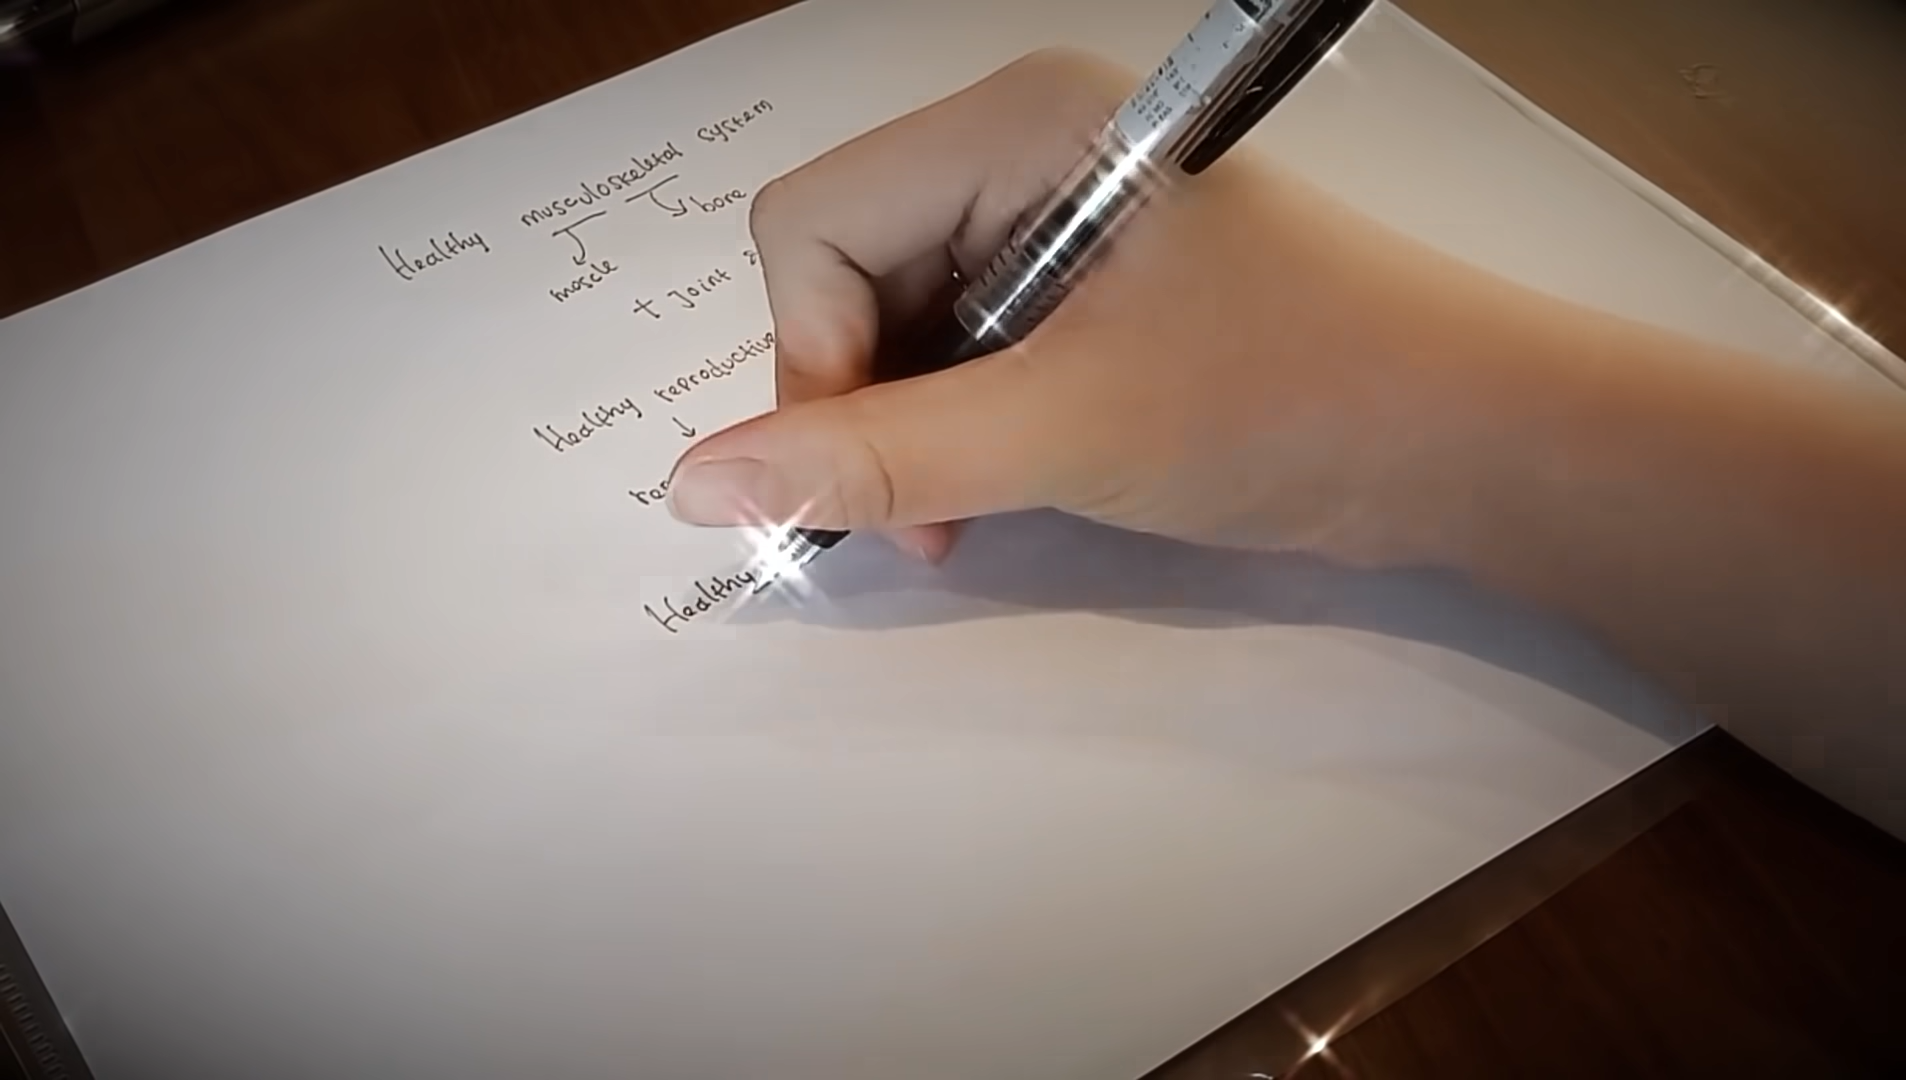 Healthy musculoskeletal system
muscle
bone
+ Joint
Healthy reproductive
Healthy